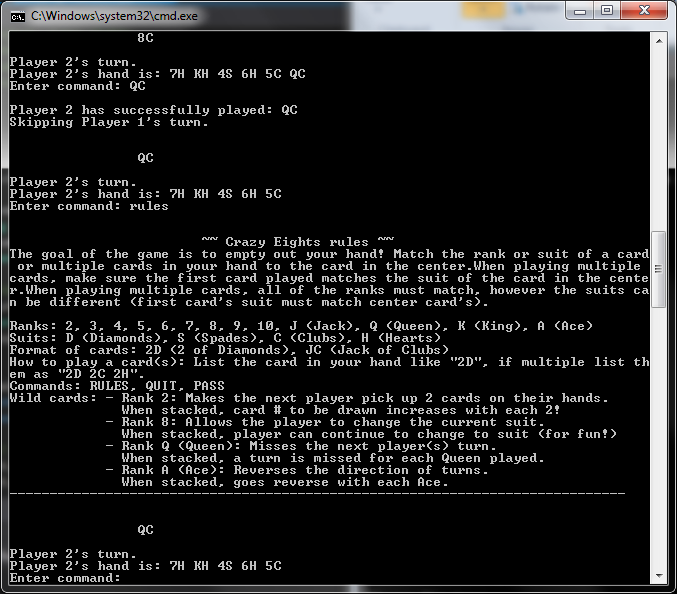 C:\Windows\system32\cmd.exe
8C
Player 2's turn.
Player 2's hand is: 7H KH 4S 6H 5C QC
Enter command: QC
Player 2 has successfully played: QC
Skipping Player 1's turn.
QC
Player 2's turn.
Player 2's hand is: 7H KH 4S 6H 5C
Enter command: rules
~~ Crazy Eights rules ~~
The goal of the game is to empty out your hand! Match the rank or suit of a card
 or multiple cards in your hand to the card in the center.When playing multiple
cards, make sure the first card played matches the suit of the card in the cente
r.When playing multiple cards, all of the ranks must match, however the suits ca
n be different (first card's suit must match center card's).
Ranks: 2, 3, 4, 5, 6, 7, 8, 9, 10, J (Jack), Q (Queen), K (King), A (Ace)
Suits: D (Diamonds), S (Spades), C (Clubs), H (Hearts)
Format of cards: 2D (2 of Diamonds), JC (Jack of Clubs)
How to play a card(s): List the card in your hand like "2D", if multiple list th
em as "2D 2C 2H".
Commands: RULES, QUIT, PASS
Wild cards: - Rank 2: Makes the next player pick up 2 cards on their hands.
When stacked, card # to be drawn increases with each 2!
- Rank 8: Allows the player to change the current suit.
When stacked, player can continue to change to suit (for fun!)
- Rank Q (Queen): Misses the next player(s) turn.
When stacked, a turn is missed for each Queen played.
- Rank A (Ace): Reverses the direction of turns.
When stacked, goes reverse with each Ace.
-----------------------------------------------------------------------------
QC
Player 2's turn.
Player 2's hand is: 7H KH 4S 6H 5C
Enter command: